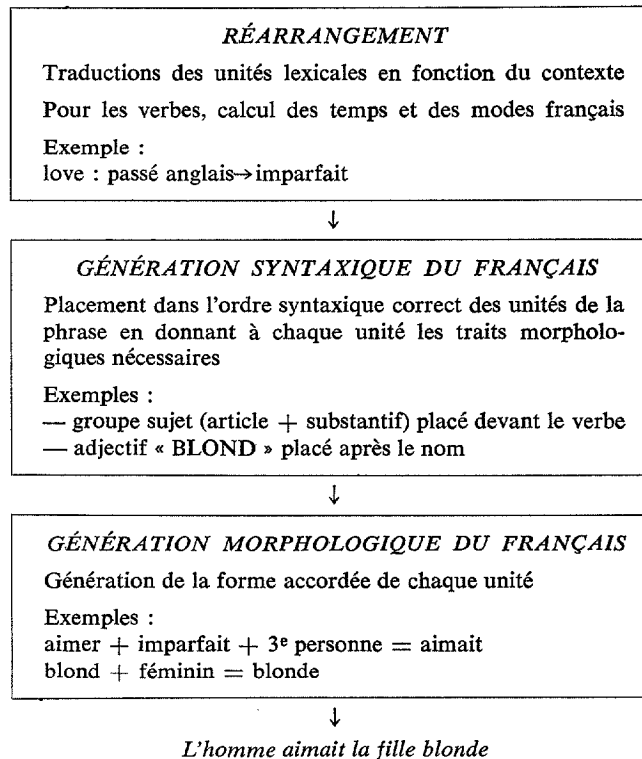 RÉARRANGEMENT
Traductions des unités lexicales en fonction du contexte
Pour les verbes, calcul des temps et des modes français
Exemple :
love : passé anglais→imparfait
↓
GÉNÉRATION SYNTAXIQUE DU FRANÇAIS
Placement dans l'ordre syntaxique correct des unités de la
phrase en donnant à chaque unité les traits morpholo-
giques nécessaires
Exemples :
— groupe sujet (article + substantif) placé devant le verbe
— adjectif « BLOND » placé après le nom
↓
GÉNÉRATION MORPHOLOGIQUE DU FRANÇAIS
Génération de la forme accordée de chaque unité
Exemples :
aimer + imparfait + 3e personne = aimait
blond + féminin = blonde
↓
L'homme aimait la fille blonde